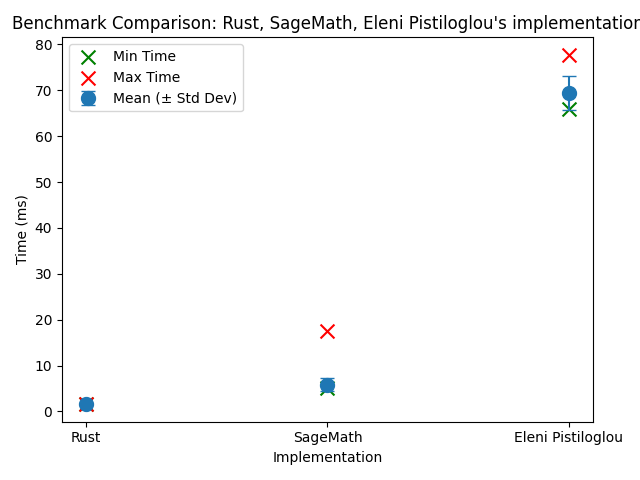 Benchmark Comparison: Rust, SageMath, Eleni Pistiloglou's implementation
Min Time
Max Time
Mean (± Std Dev)
80
70
60
50
40
30
20
10
0
Time (ms)
Rust
SageMath
Eleni Pistiloglou
Implementation